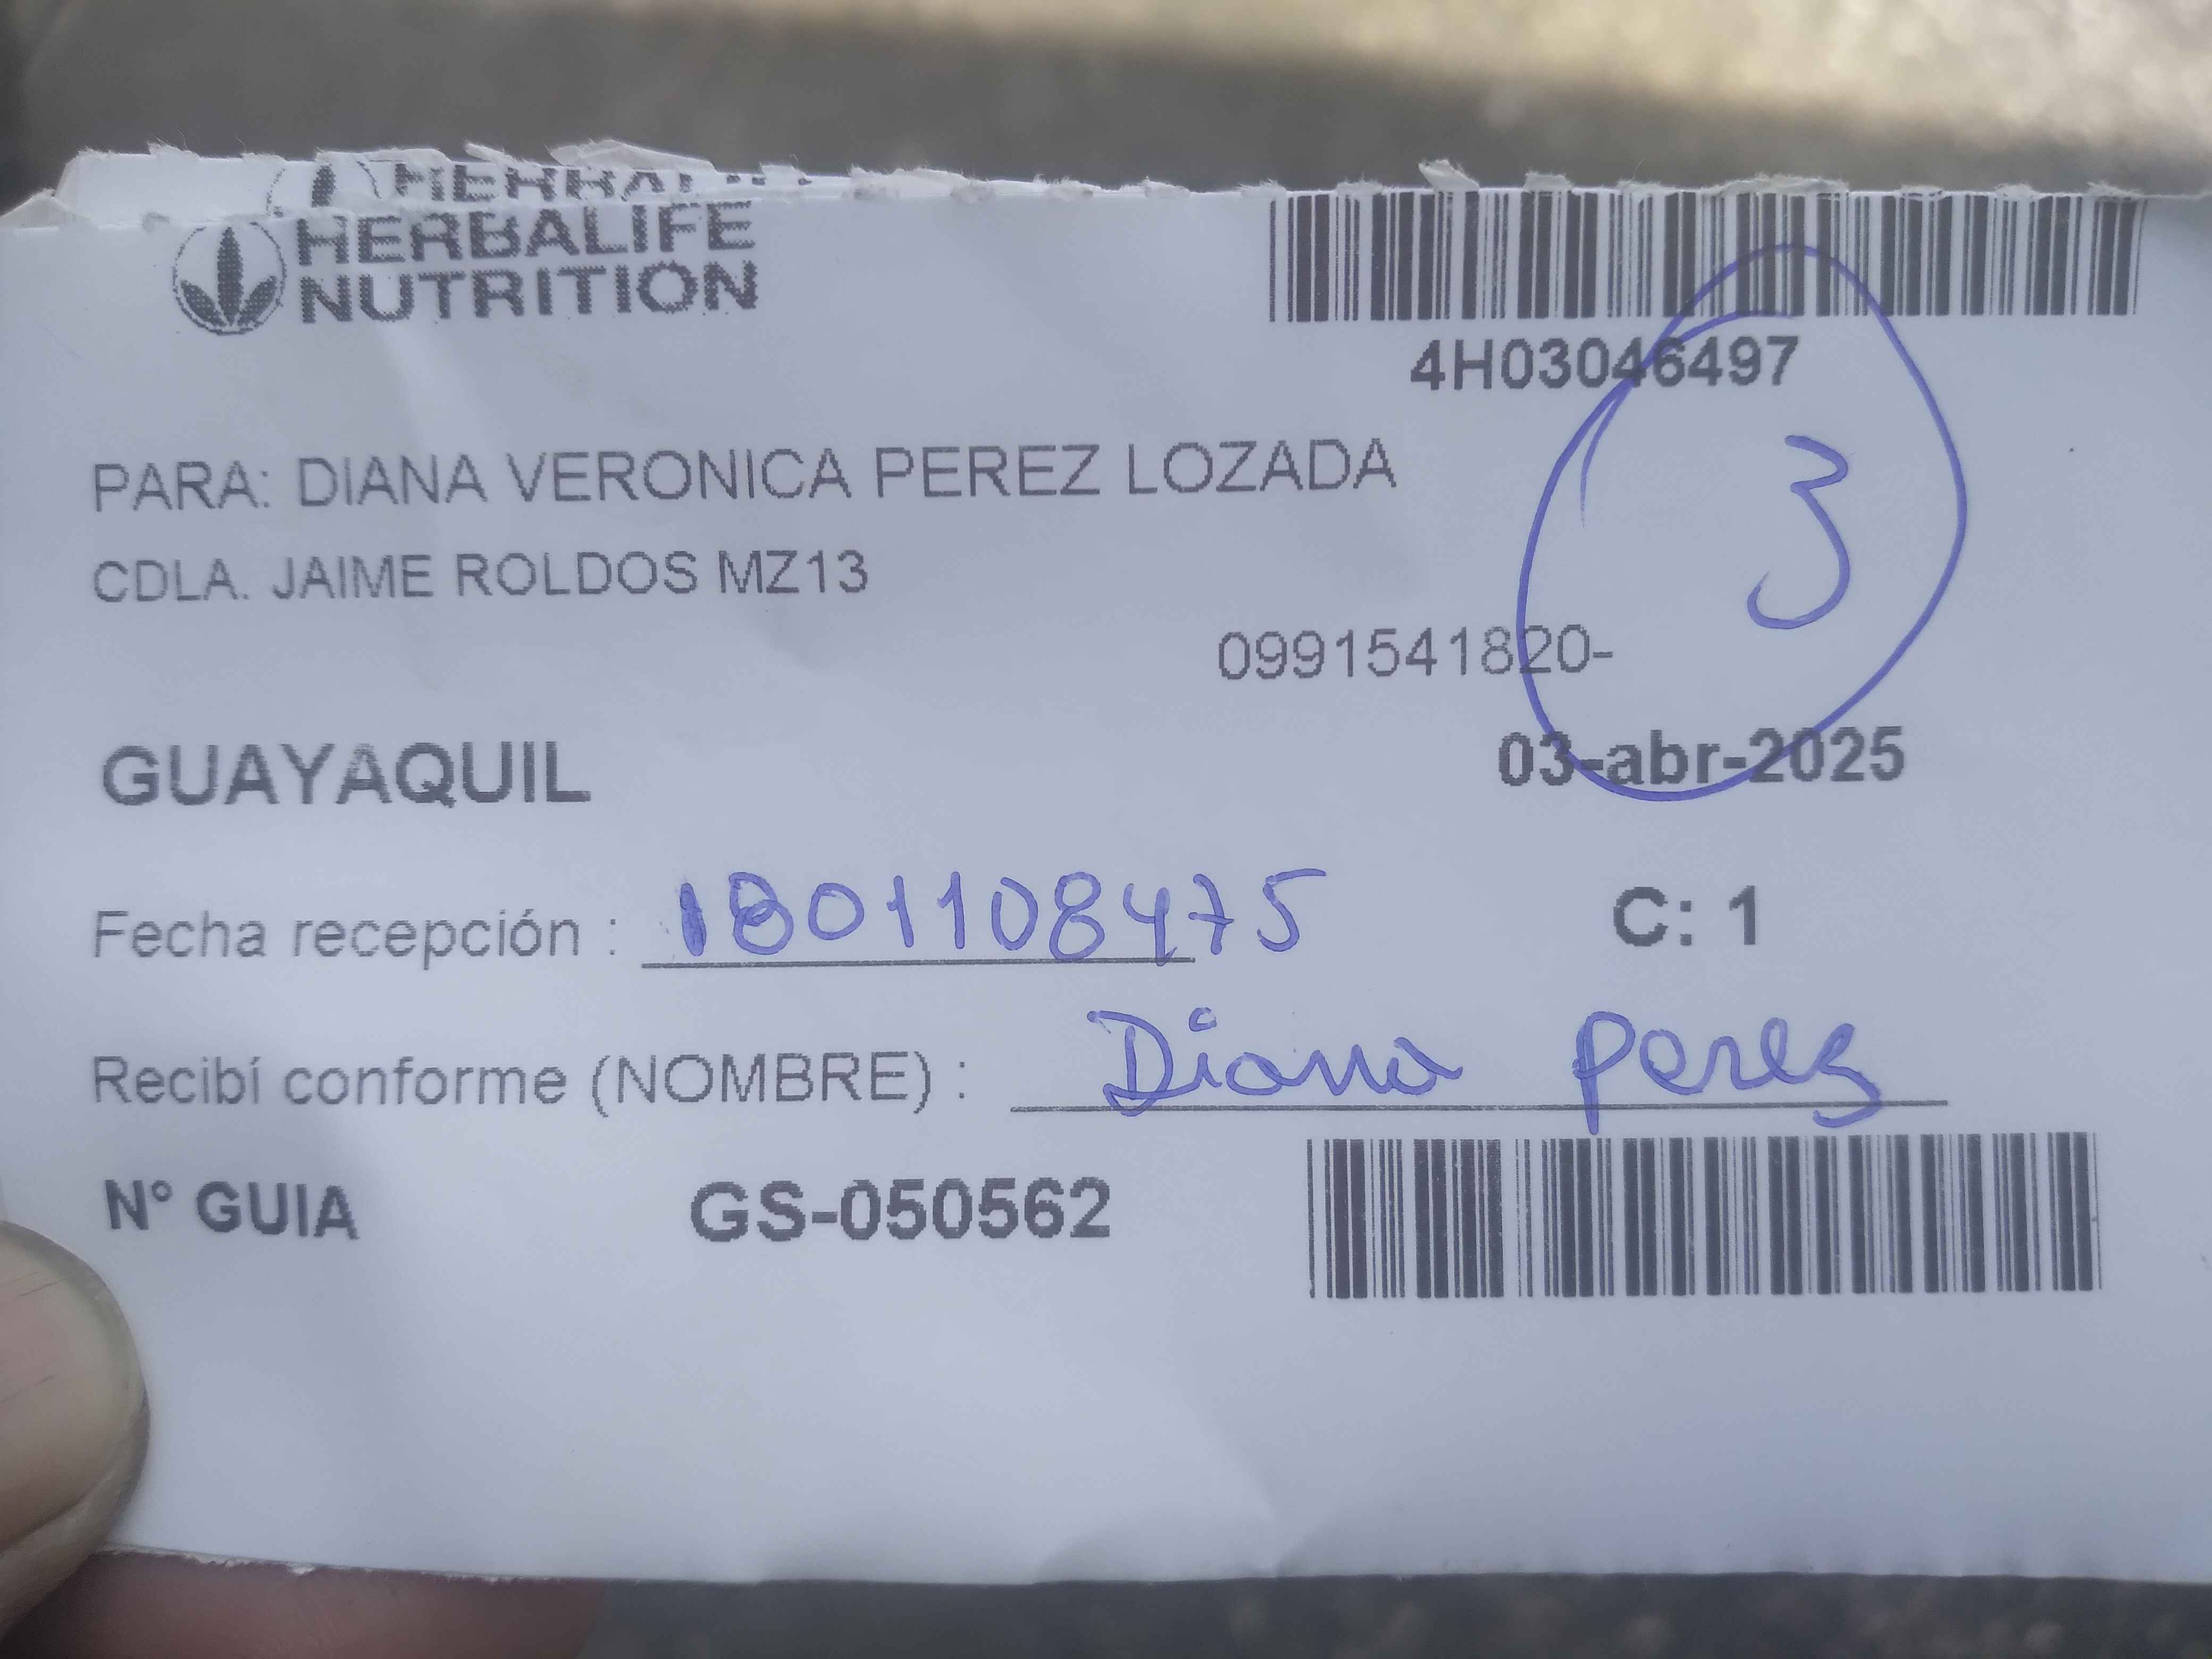 HERBALIFE
NUTRITION
4H03046497
3
PARA: DIANA VERONICA PEREZ LOZADA
CDLA. JAIME ROLDOS MZ13
0991541820-
GUAYAQUIL
03-abr-2025
Fecha recepción : 1801108475
C: 1
Recibí conforme (NOMBRE) : Diana Perez
N° GUIA GS-050562